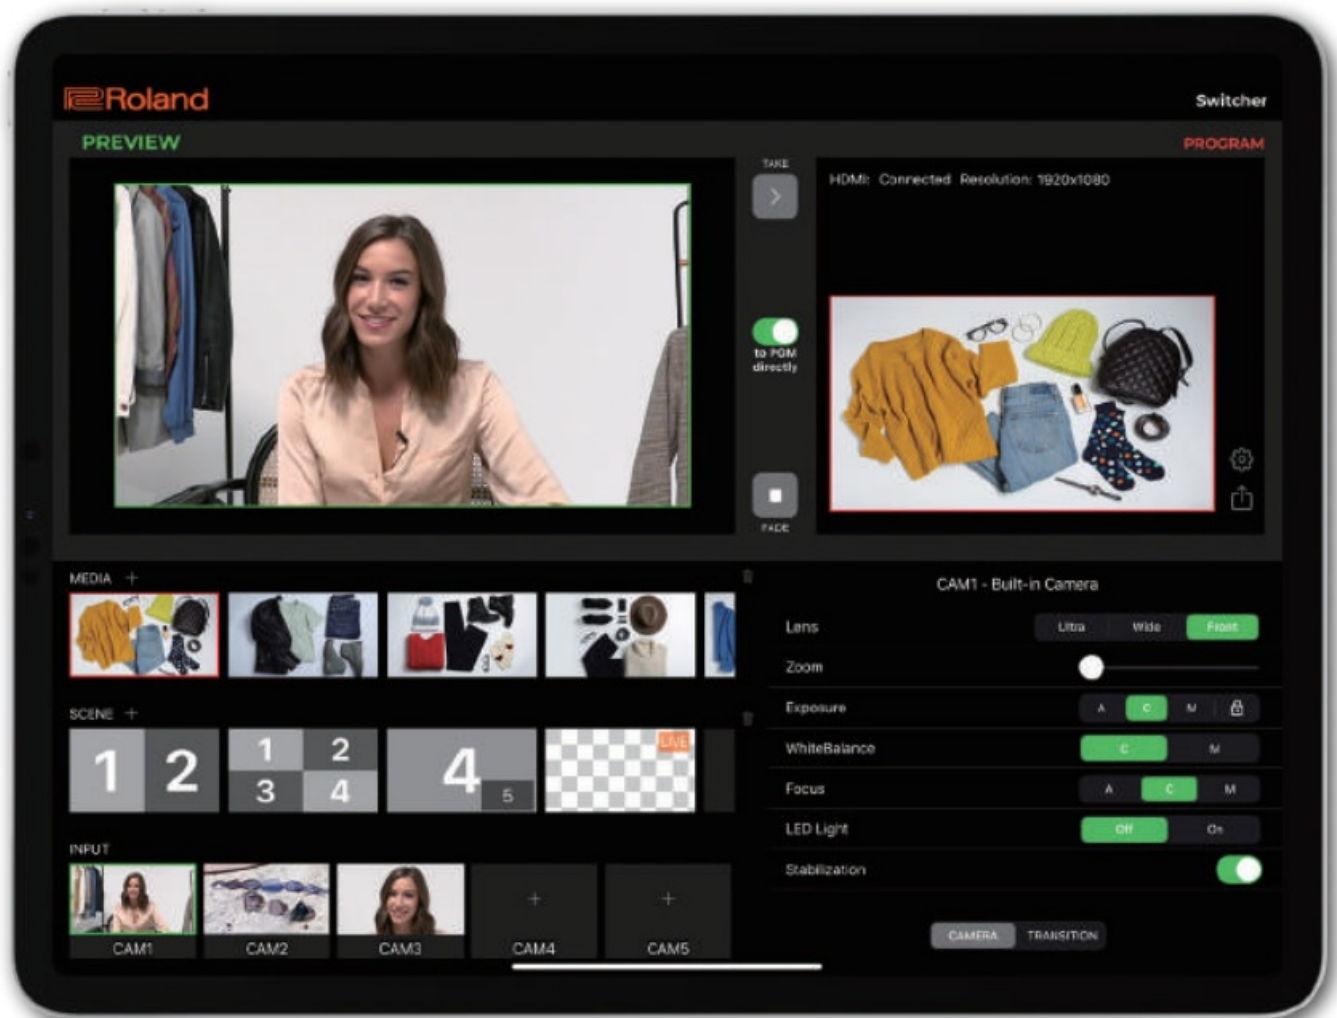 Roland
Switcher
PREVIEW
PROGRAM
TAKE
HDMI: Connected Resolution: 1920x1080
to PGM
directly
FADE
MEDIA +
SCENE +
1 2
1 2
3 4
4
5
LIVE
INPUT
CAM1
CAM2
CAM3
+
CAM4
+
CAM5
CAM1 - Built-in Camera
Lens Ultra Wide Front
Zoom
Exposure A C M
WhiteBalance C M
Focus A C M
LED Light Off On
Stabilization
CAMERA TRANSITION